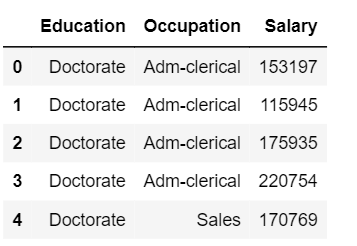 Education Occupation Salary
0 Doctorate Adm-clerical 153197
1 Doctorate Adm-clerical 115945
2 Doctorate Adm-clerical 175935
3 Doctorate Adm-clerical 220754
4 Doctorate Sales 170769